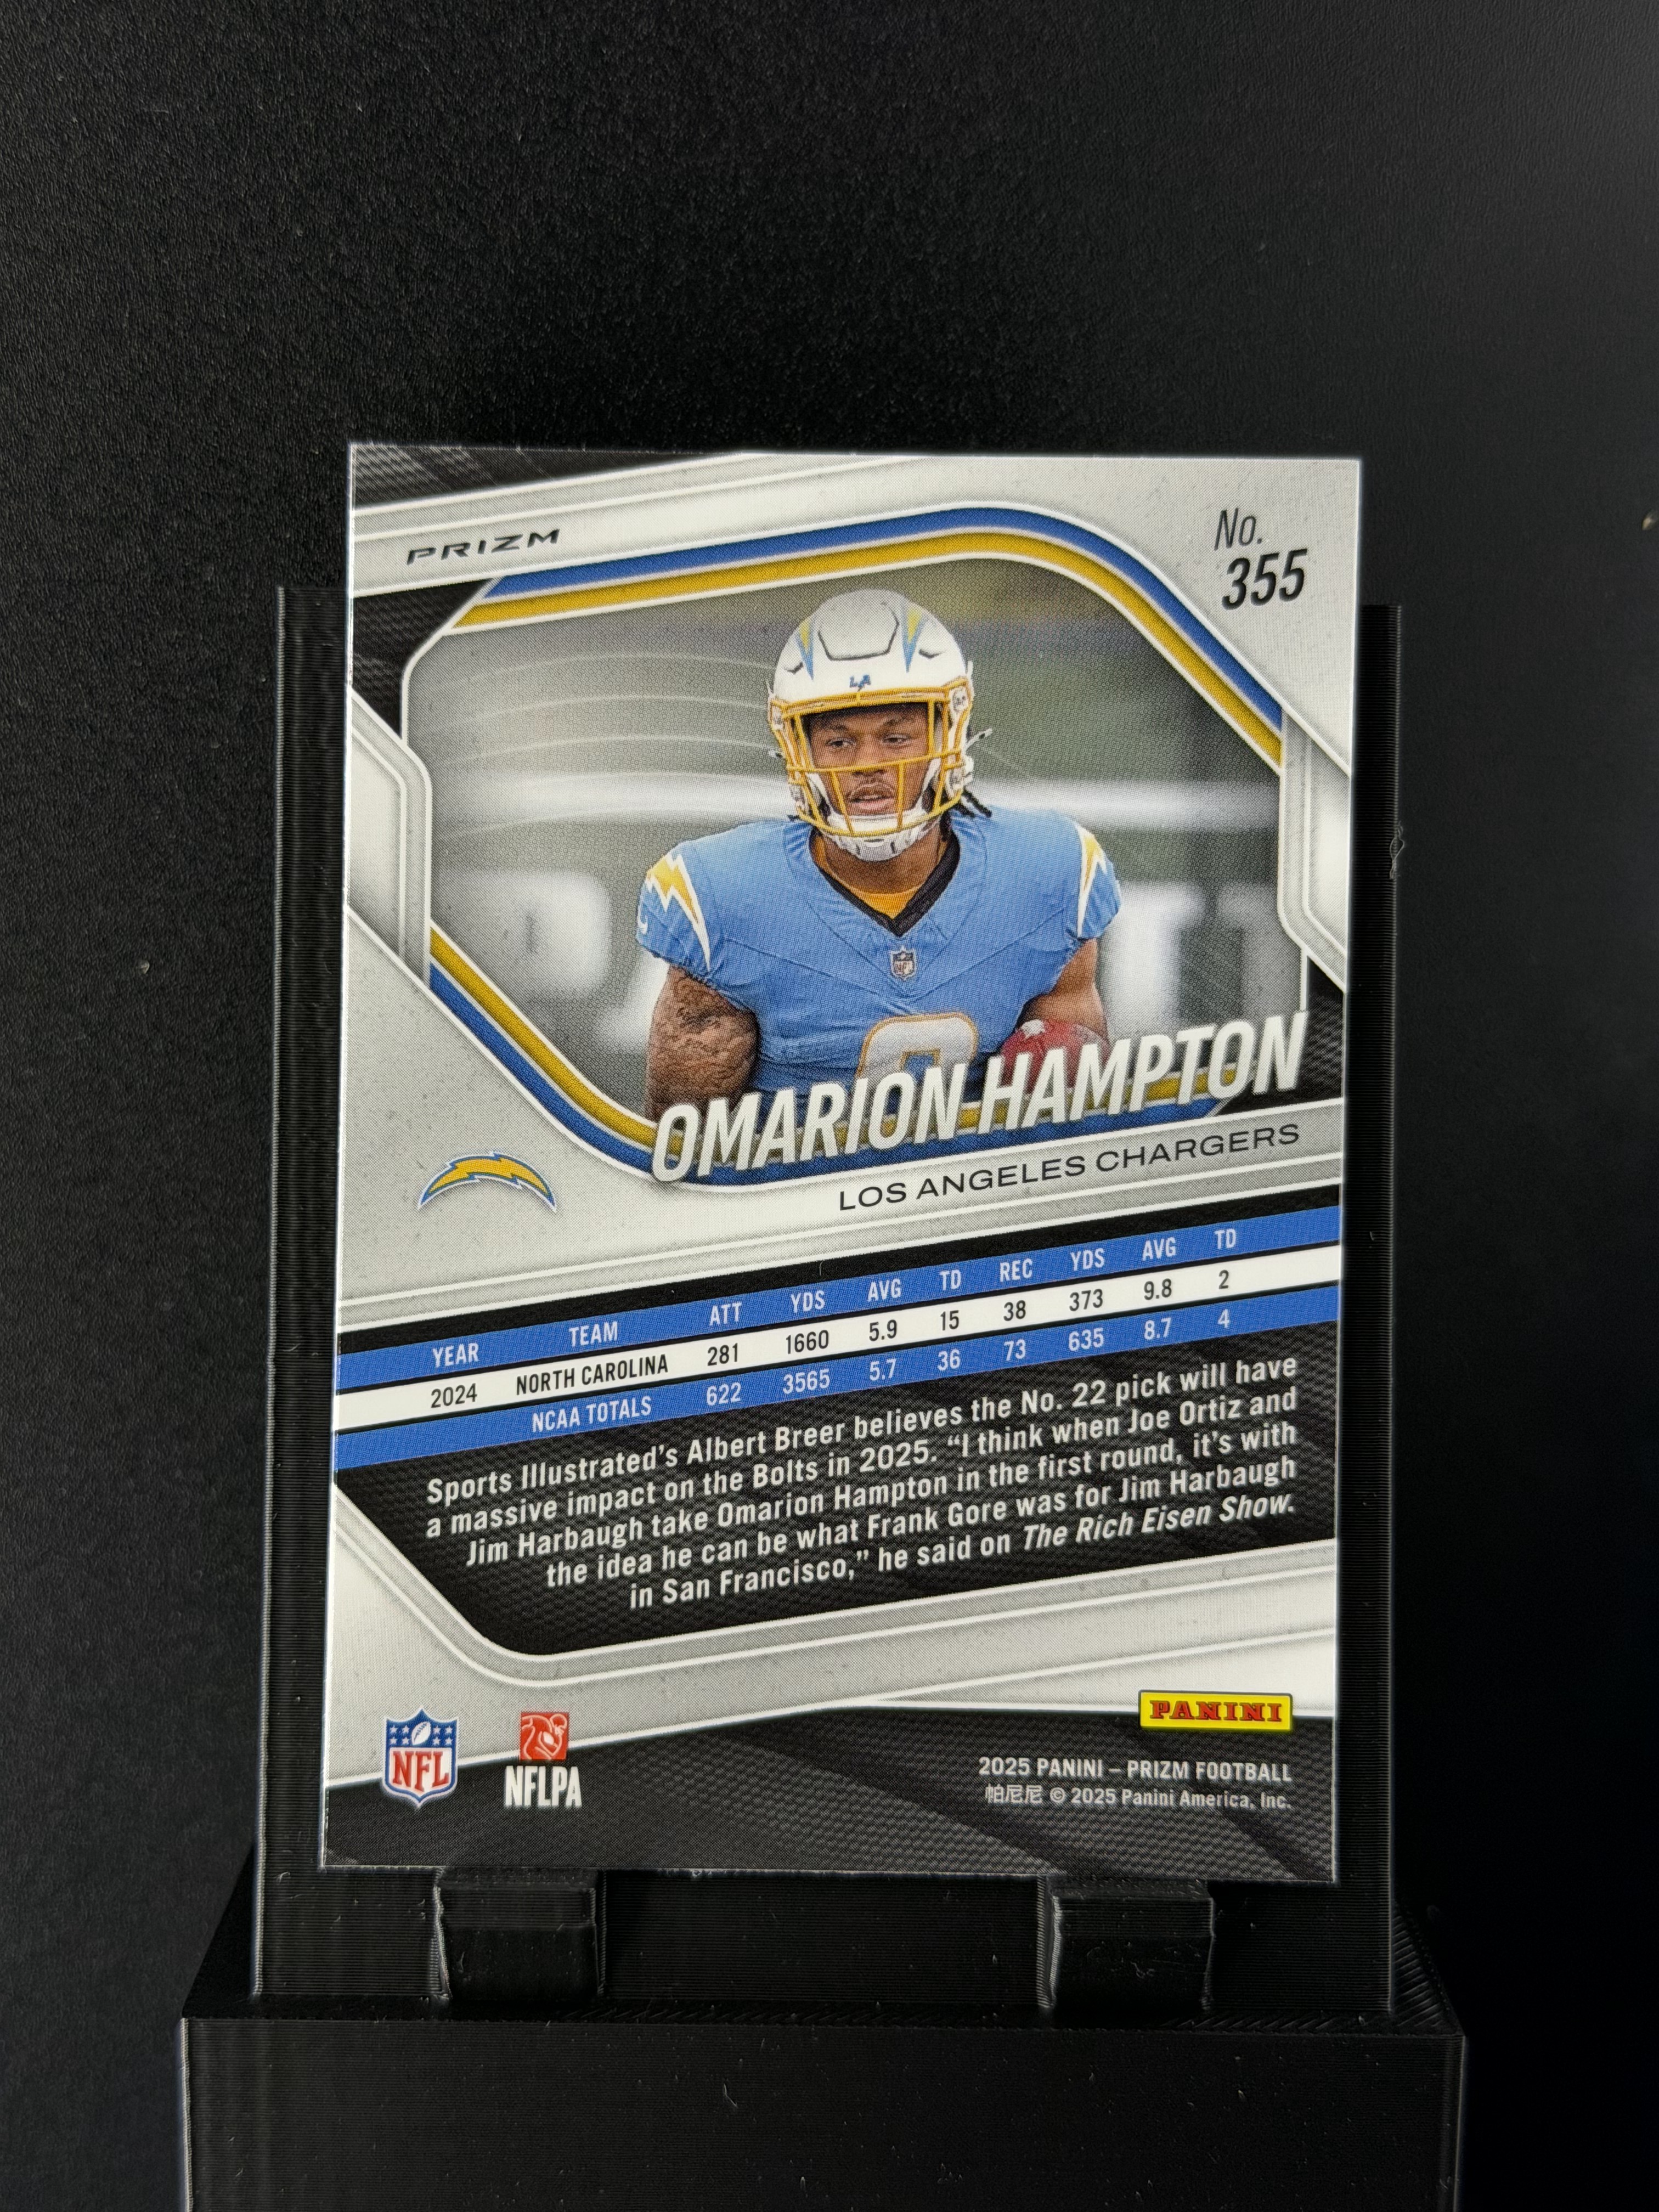 PRIZM
No.
355
LA
NFL
OMARION HAMPTON
LOS ANGELES CHARGERS
YEAR TEAM ATT YDS AVG TD REC YDS AVG TD
2024 NORTH CAROLINA 281 1660 5.9 15 38 373 9.8 2
NCAA TOTALS 622 3565 5.7 36 73 635 8.7 4
Sports Illustrated’s Albert Breer believes the No. 22 pick will have
a massive impact on the Bolts in 2025. “I think when Joe Ortiz and
Jim Harbaugh take Omarion Hampton in the first round, it’s with
the idea he can be what Frank Gore was for Jim Harbaugh
in San Francisco,” he said on The Rich Eisen Show.
PANINI
NFL
NFLPA
2025 PANINI – PRIZM FOOTBALL
帕尼尼 © 2025 Panini America, Inc.